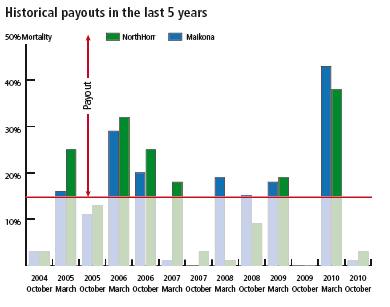 Historical payouts in the last 5 years
50% Mortality
NorthHorr
Maikona
Payout
40%
30%
20%
10%
2004 2005 2005 2006 2006 2007 2007 2008 2008 2009 2009 2010 2010
October March October March October March October March October March October March October